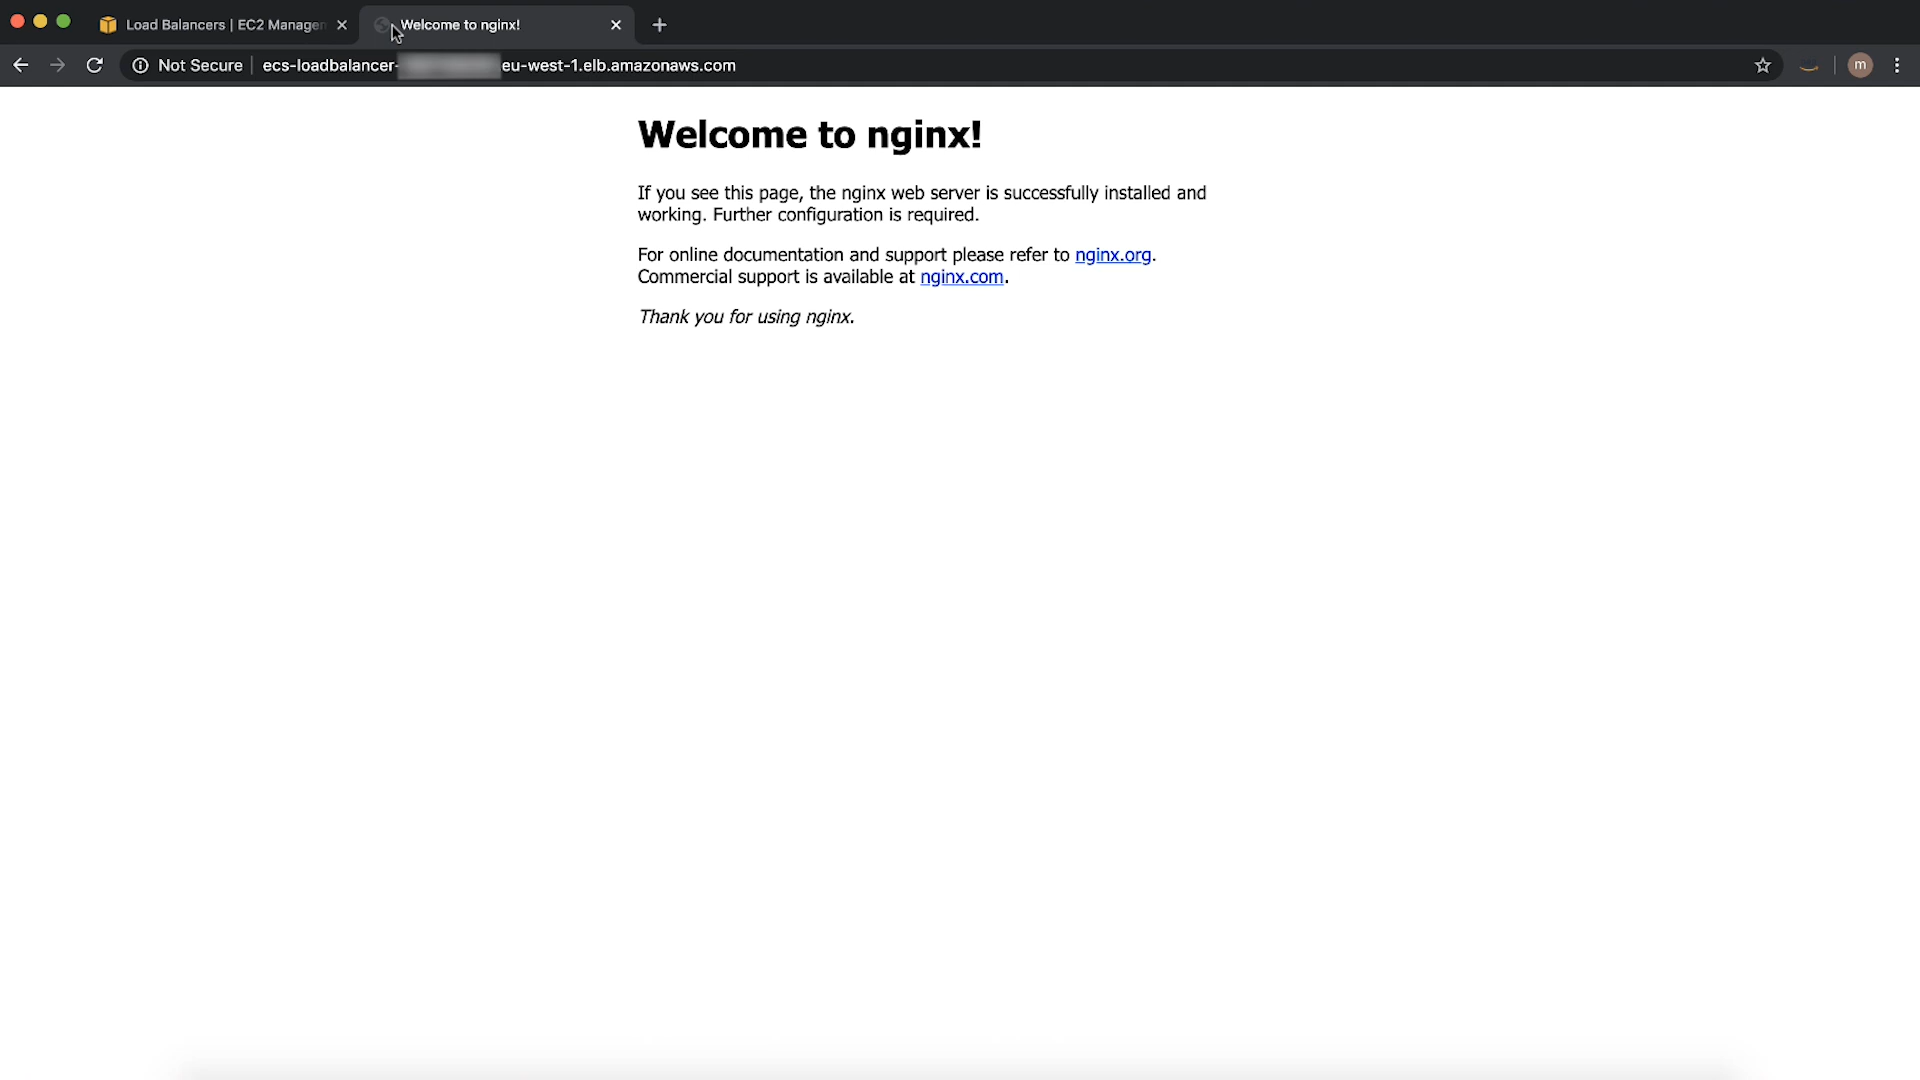 Load Balancers | EC2 Manage
Welcome to nginx!
Not Secure
ecs-loadbalancer-
eu-west-1.elb.amazonaws.com
m
Welcome to nginx!
If you see this page, the nginx web server is successfully installed and
working. Further configuration is required.
For online documentation and support please refer to nginx.org.
Commercial support is available at nginx.com.
Thank you for using nginx.